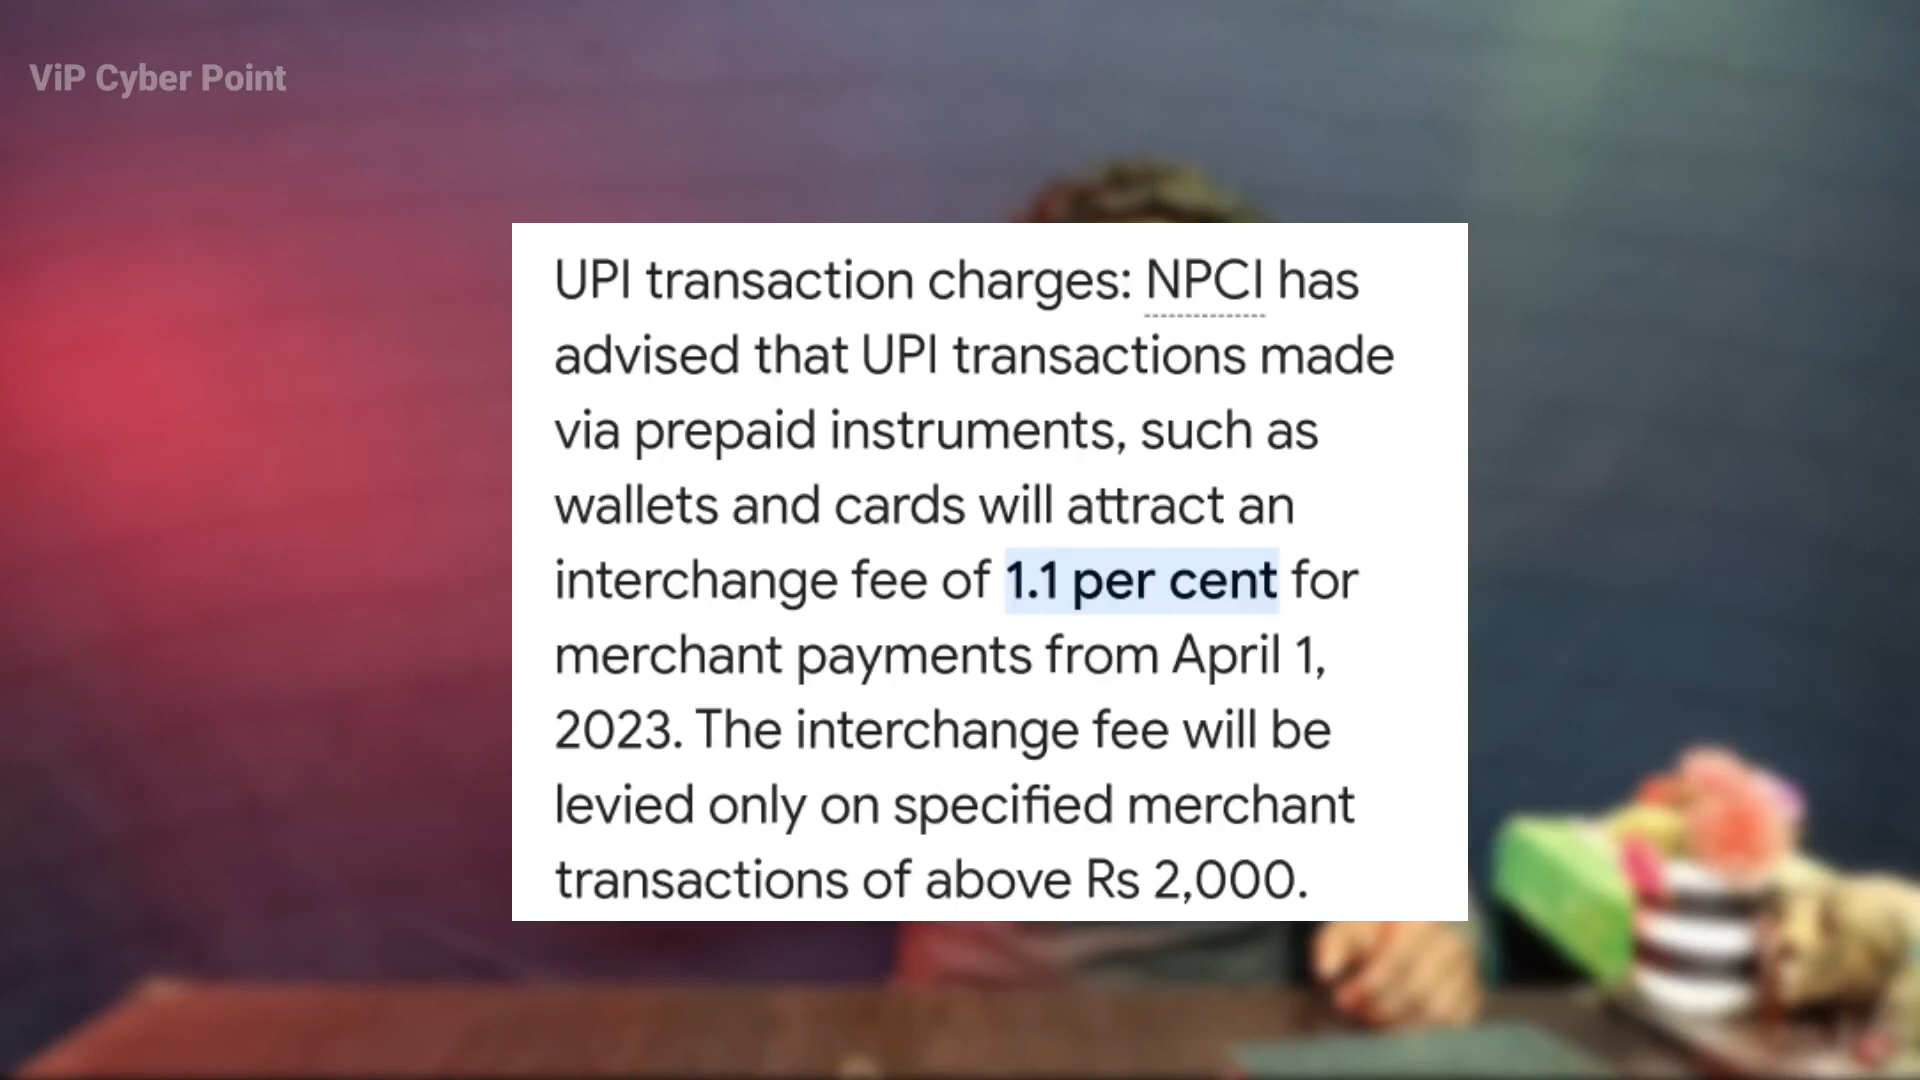 ViP Cyber Point
UPI transaction charges: NPCI has
advised that UPI transactions made
via prepaid instruments, such as
wallets and cards will attract an
interchange fee of 1.1 per cent for
merchant payments from April 1,
2023. The interchange fee will be
levied only on specified merchant
transactions of above Rs 2,000.